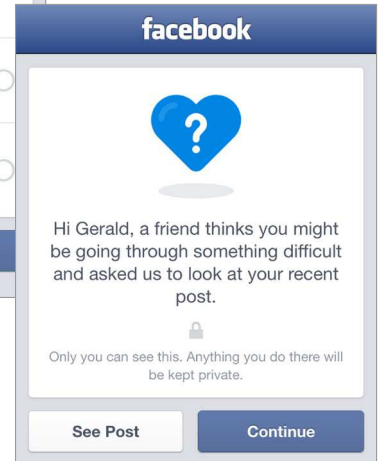 facebook
?
Hi Gerald, a friend thinks you might
be going through something difficult
and asked us to look at your recent
post.
Only you can see this. Anything you do there will
be kept private.
See Post
Continue